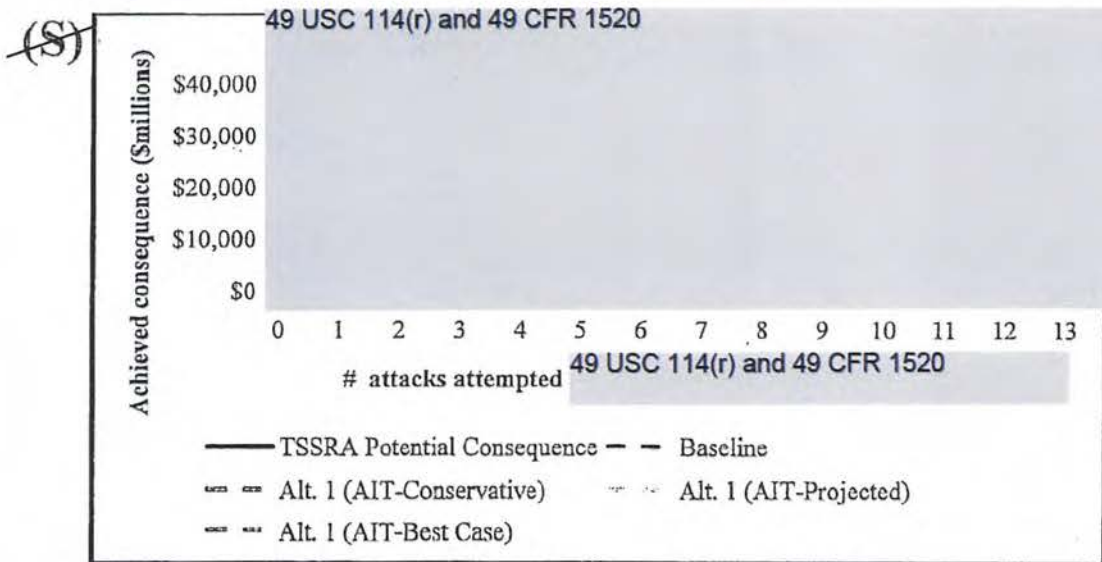 (S)
49 USC 114(r) and 49 CFR 1520
Achieved consequence ($millions)
$40,000
$30,000
$20,000
$10,000
$0
0 1 2 3 4 5 6 7 8 9 10 11 12 13
# attacks attempted 49 USC 114(r) and 49 CFR 1520
TSSRA Potential Consequence Baseline
Alt. 1 (AIT-Conservative) Alt. 1 (AIT-Projected)
Alt. 1 (AIT-Best Case)